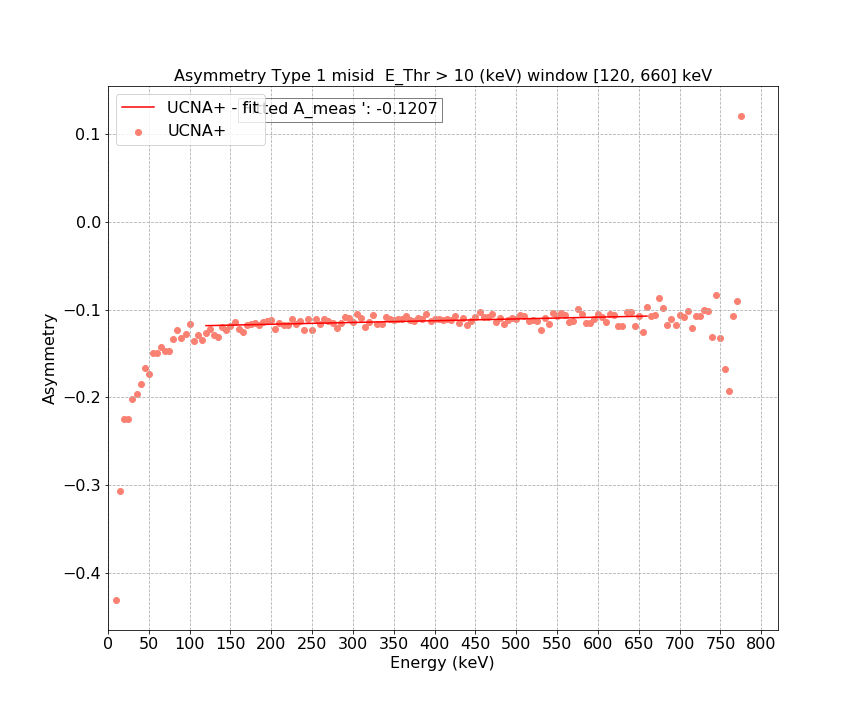 Asymmetry Type 1 misid  E_Thr > 10 (keV) window [120, 660] keV
UCNA+ - fitted A_meas ': -0.1207
UCNA+
0.1
0.0
−0.1
−0.2
−0.3
−0.4
Asymmetry
0 50 100 150 200 250 300 350 400 450 500 550 600 650 700 750 800
Energy (keV)